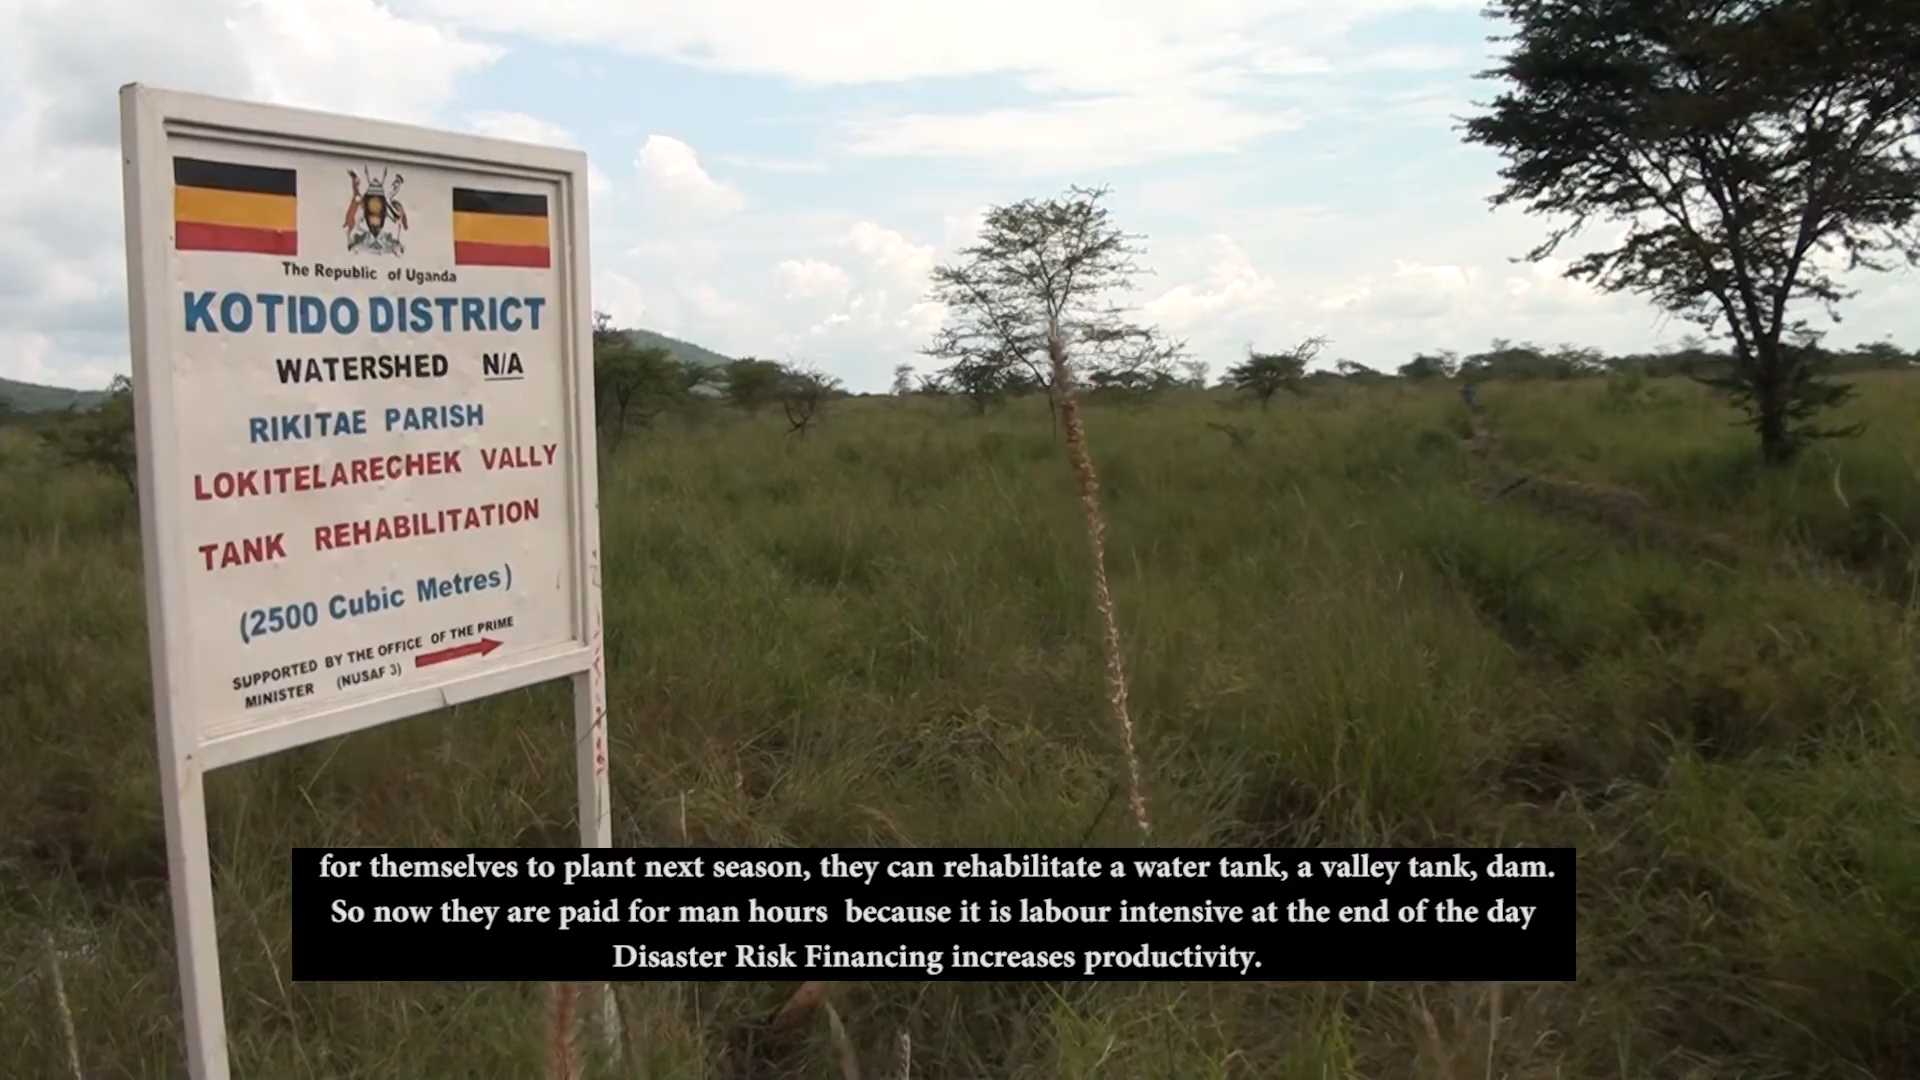 The Republic of Uganda
KOTIDO DISTRICT
WATERSHED N/A
RIKITAE PARISH
LOKITELARECHEK VALLY
TANK REHABILITATION
(2500 Cubic Metres)
SUPPORTED BY THE OFFICE OF THE PRIME
MINISTER (NUSAF 3)
for themselves to plant next season, they can rehabilitate a water tank, a valley tank, dam.
So now they are paid for man hours because it is labour intensive at the end of the day
Disaster Risk Financing increases productivity.